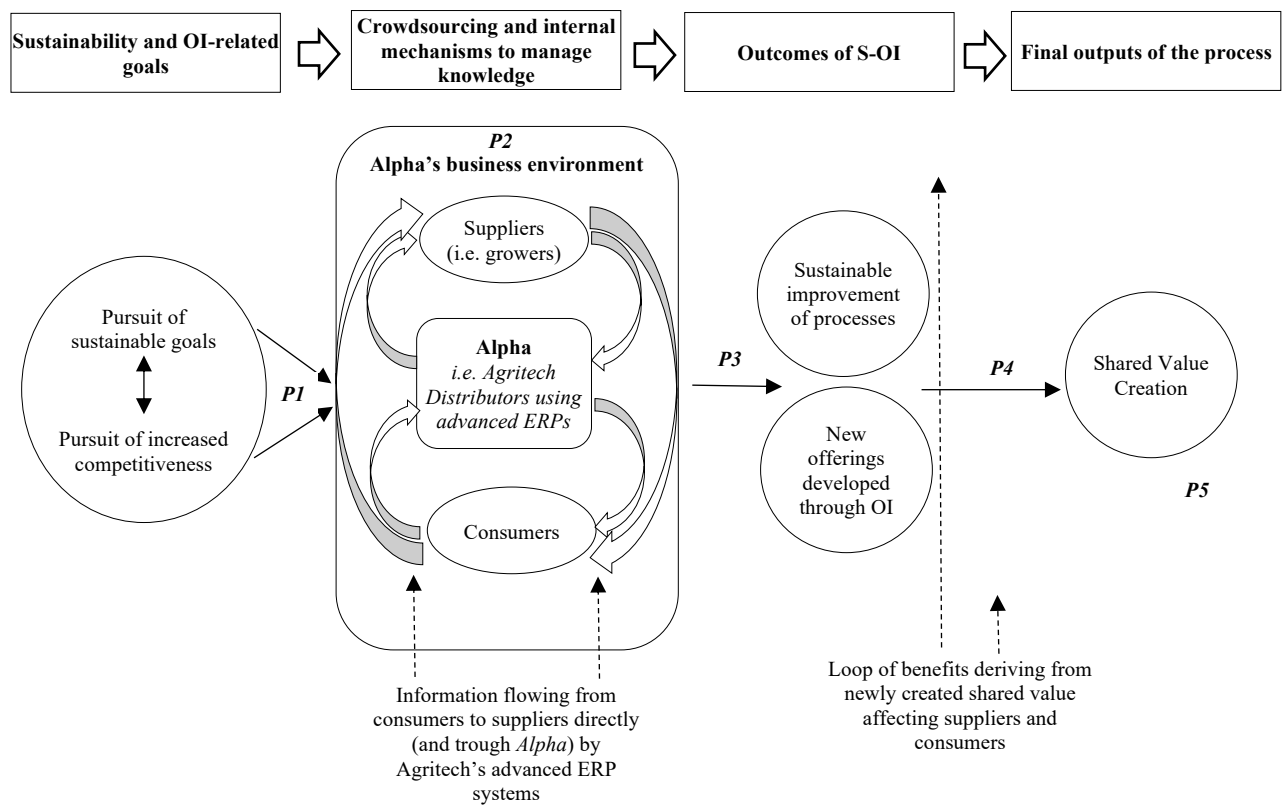 Sustainability and OI-related
goals
Crowdsourcing and internal
mechanisms to manage
knowledge
Outcomes of S-OI
Final outputs of the process
P2
Alpha’s business environment
Suppliers
(i.e. growers)
Alpha
i.e. Agritech
Distributors using
advanced ERPs
Consumers
Pursuit of
sustainable goals
Pursuit of increased
competitiveness
P1
P3
Sustainable
improvement
of processes
New
offerings
developed
through OI
P4
Shared Value
Creation
P5
Information flowing from
consumers to suppliers directly
(and trough Alpha) by
Agritech’s advanced ERP
systems
Loop of benefits deriving from
newly created shared value
affecting suppliers and
consumers